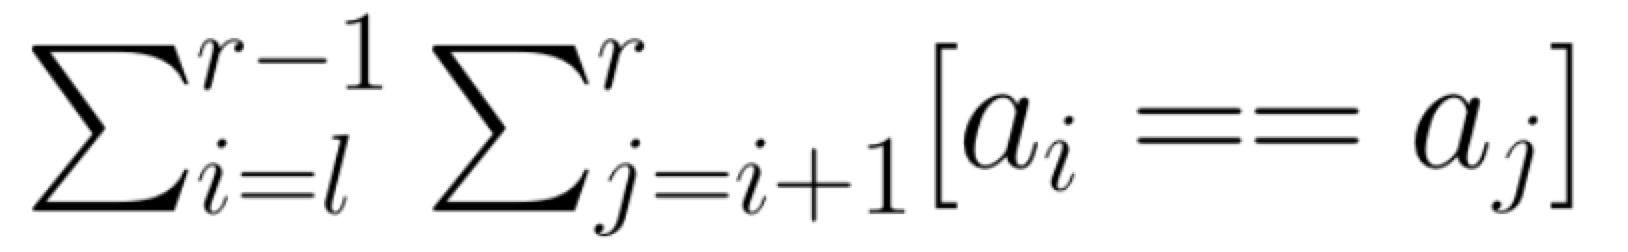 \sum_{i=l}^{r-1} \sum_{j=i+1}^{r} [a_i == a_j]